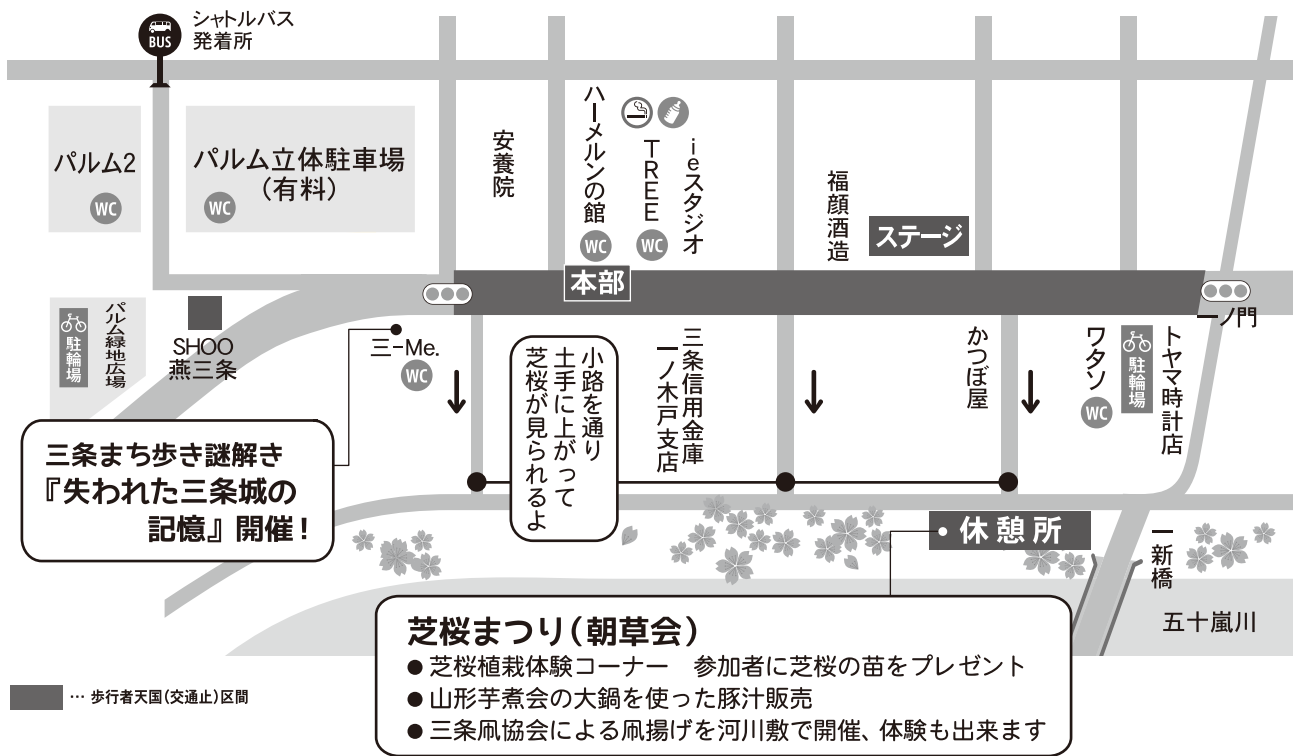 シャトルバス
発着所
BUS
パルム2
WC
パルム立体駐車場
(有料)
WC
安養院
ハーメルンの館
WC
TREE
WC
ieスタジオ
福顔酒造
ステージ
本部
一ノ門
駐輪場
パルム緑地広場
SHOO
燕三条
三-Me.
WC
小路を通り
土手に上がって
芝桜が見られるよ
三条信用金庫
一ノ木戸支店
かつぼ屋
ワタソ
WC
駐輪場
トヤマ時計店
三条まち歩き謎解き
『失われた三条城の
記憶』開催!
・休憩所
一新橋
五十嵐川
芝桜まつり(朝草会)
● 芝桜植栽体験コーナー 参加者に芝桜の苗をプレゼント
● 山形芋煮会の大鍋を使った豚汁販売
● 三条凧協会による凧揚げを河川敷で開催、体験も出来ます
… 歩行者天国(交通止)区間